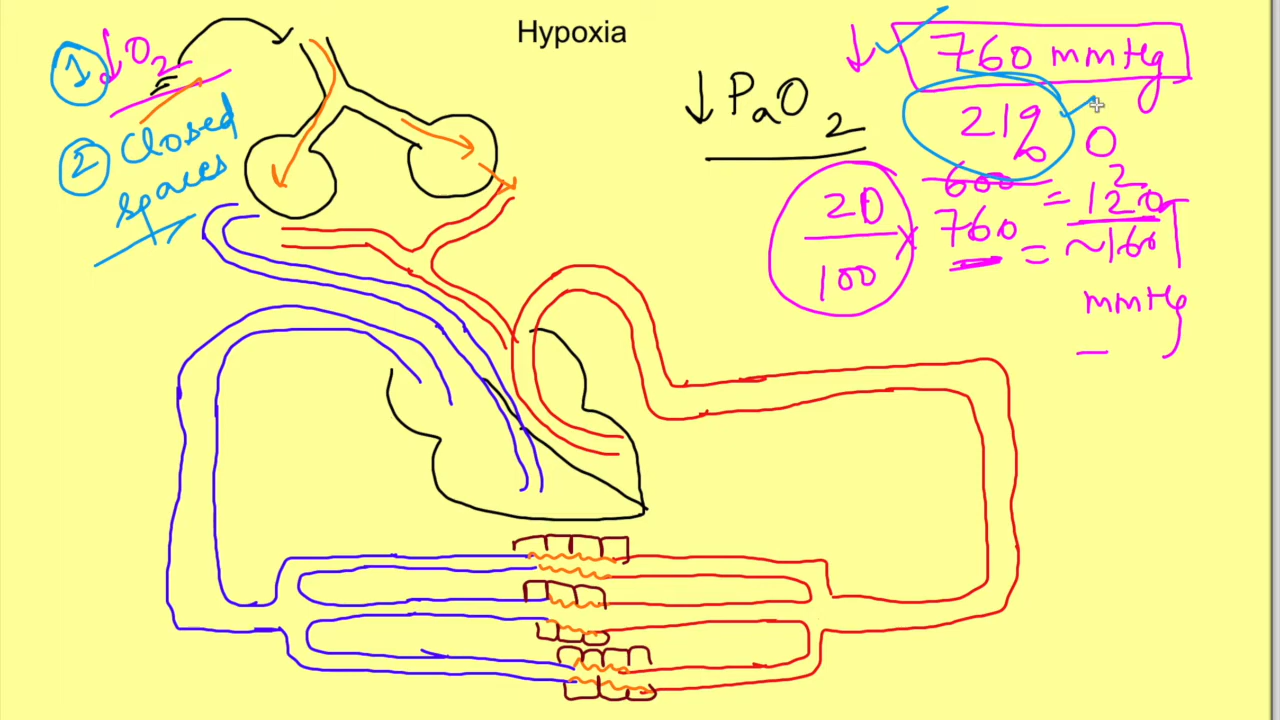 Hypoxia
① ↓O₂
② Closed
spaces
↓PaO₂
↓ 760 mmHg
21% O₂
600 = 120
20/100 × 760 = ~160
mmHg